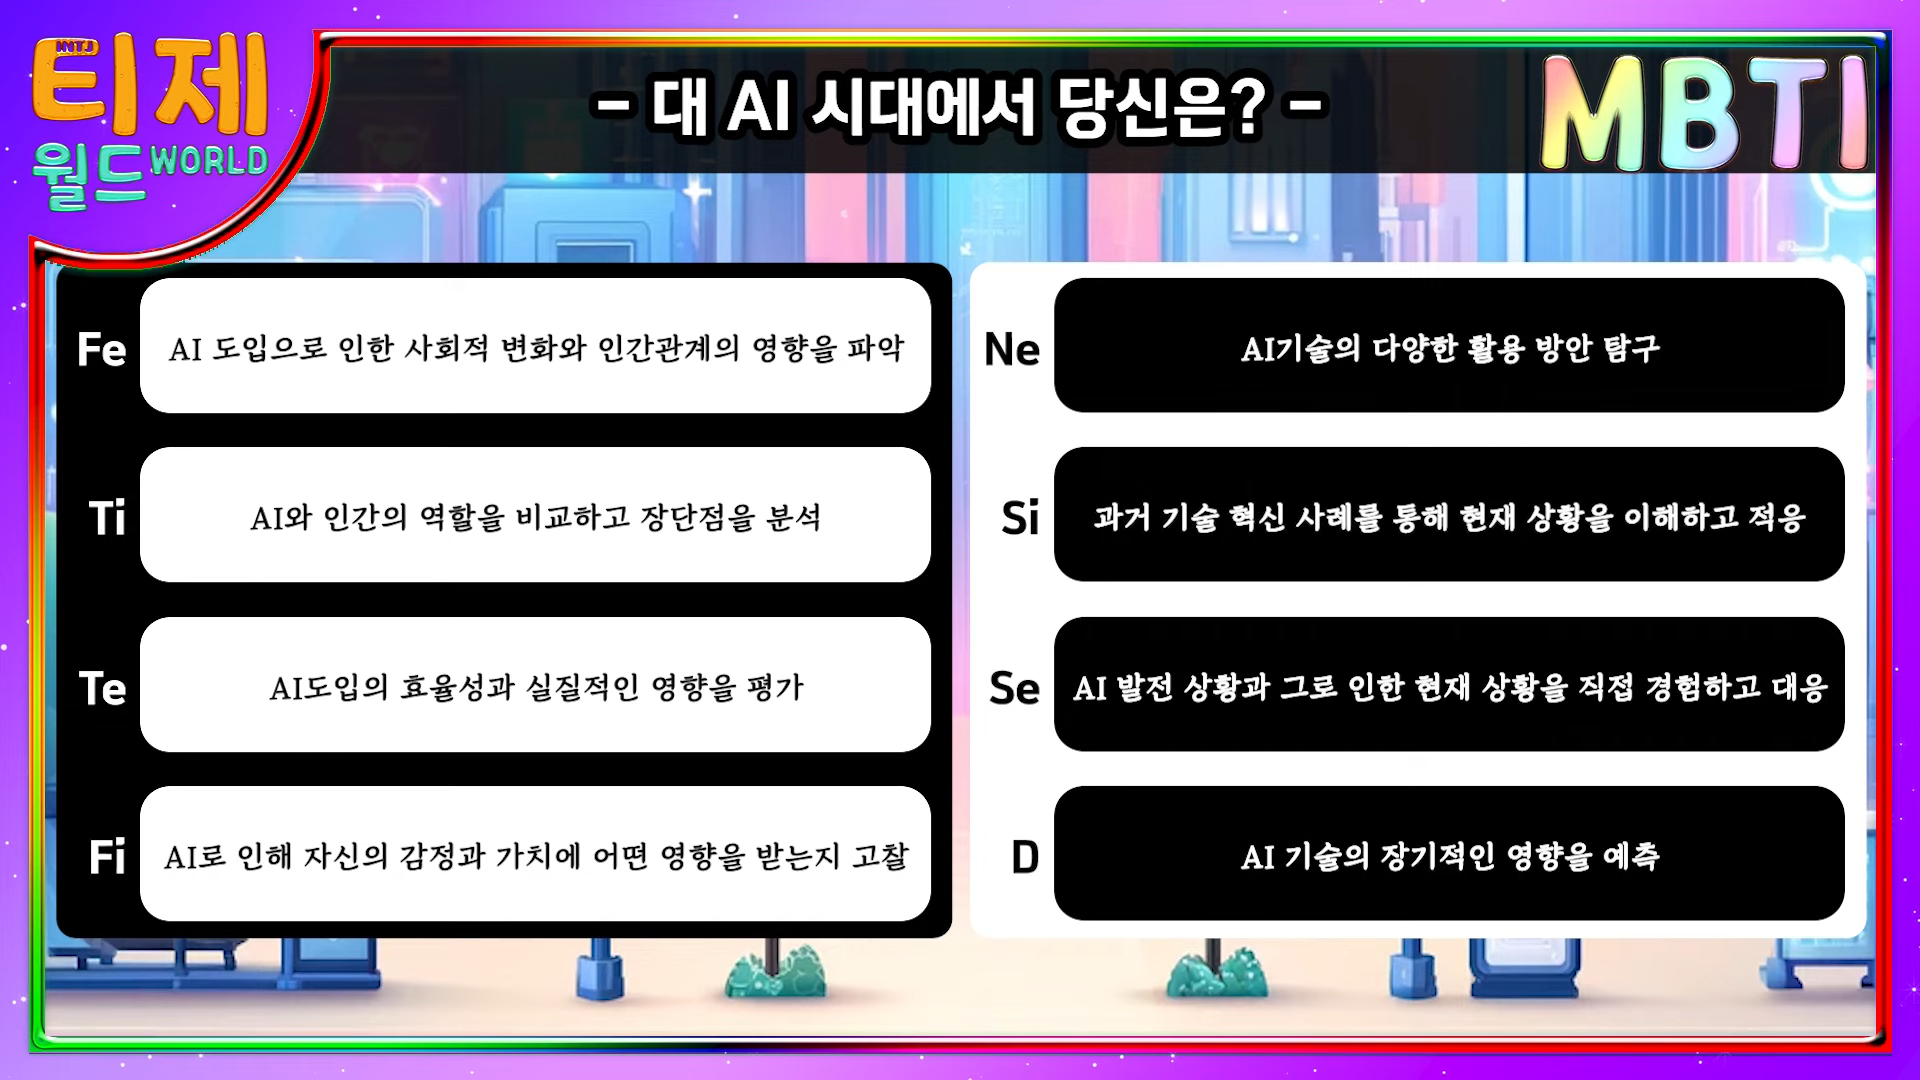 INTJ
티제
월드 WORLD
- 대 AI 시대에서 당신은? -
MBTI
Fe AI 도입으로 인한 사회적 변화와 인간관계의 영향을 파악
Ti AI와 인간의 역할을 비교하고 장단점을 분석
Te AI도입의 효율성과 실질적인 영향을 평가
Fi AI로 인해 자신의 감정과 가치에 어떤 영향을 받는지 고찰
Ne AI기술의 다양한 활용 방안 탐구
Si 과거 기술 혁신 사례를 통해 현재 상황을 이해하고 적응
Se AI 발전 상황과 그로 인한 현재 상황을 직접 경험하고 대응
D AI 기술의 장기적인 영향을 예측